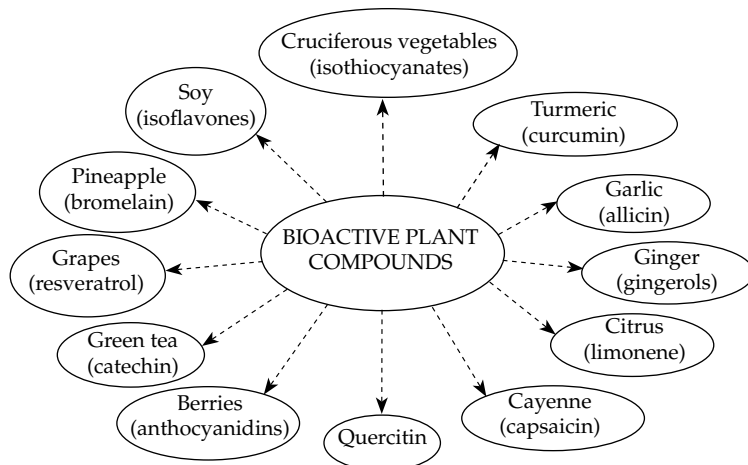 Cruciferous vegetables
(isothiocyanates)
Soy
(isoflavones)
Turmeric
(curcumin)
Pineapple
(bromelain)
Garlic
(allicin)
BIOACTIVE PLANT
COMPOUNDS
Grapes
(resveratrol)
Ginger
(gingerols)
Green tea
(catechin)
Citrus
(limonene)
Berries
(anthocyanidins)
Quercitin
Cayenne
(capsaicin)